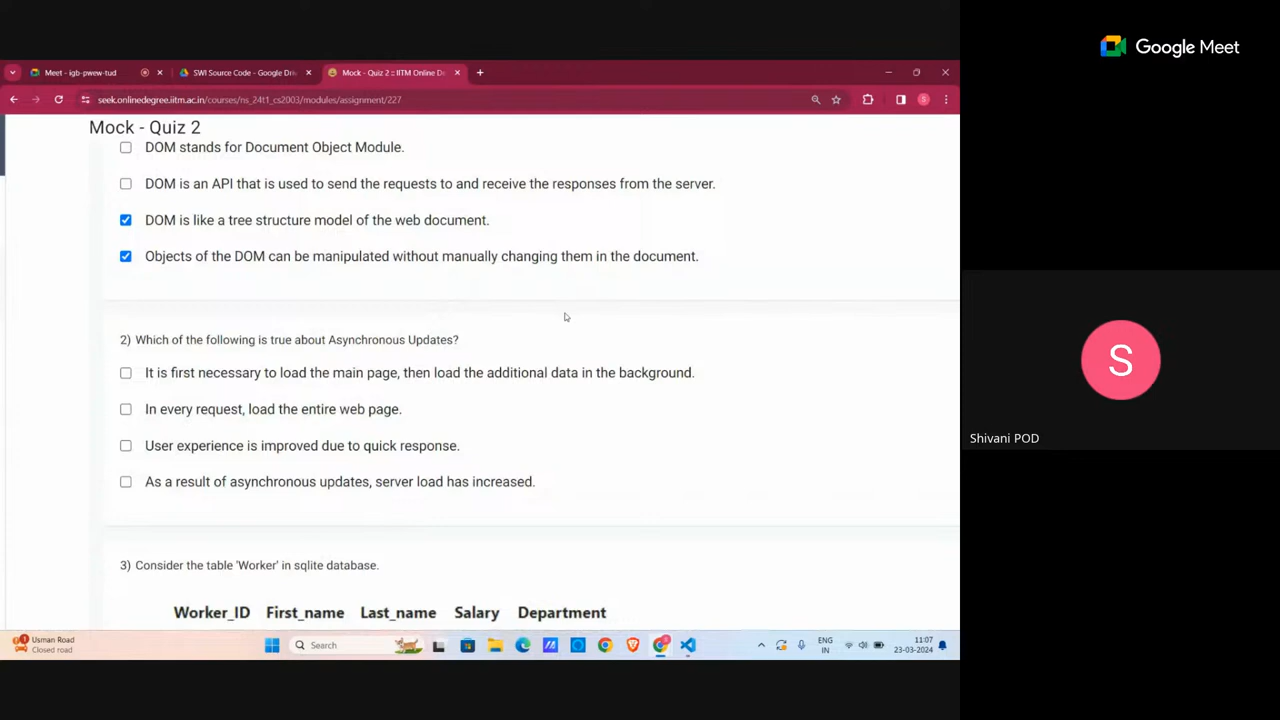 Google Meet
Meet - igb-pwew-tud
SWI Source Code - Google Driv
Mock - Quiz 2 :: IITM Online De
seek.onlinedegree.iitm.ac.in/courses/ns_24t1_cs2003/modules/assignment/227
S
Mock - Quiz 2
DOM stands for Document Object Module.
DOM is an API that is used to send the requests to and receive the responses from the server.
DOM is like a tree structure model of the web document.
Objects of the DOM can be manipulated without manually changing them in the document.
2) Which of the following is true about Asynchronous Updates?
It is first necessary to load the main page, then load the additional data in the background.
In every request, load the entire web page.
User experience is improved due to quick response.
As a result of asynchronous updates, server load has increased.
3) Consider the table 'Worker' in sqlite database.
Worker_ID First_name Last_name Salary Department
S
Shivani POD
Usman Road
Closed road
Search
ENG
IN
11:07
23-03-2024